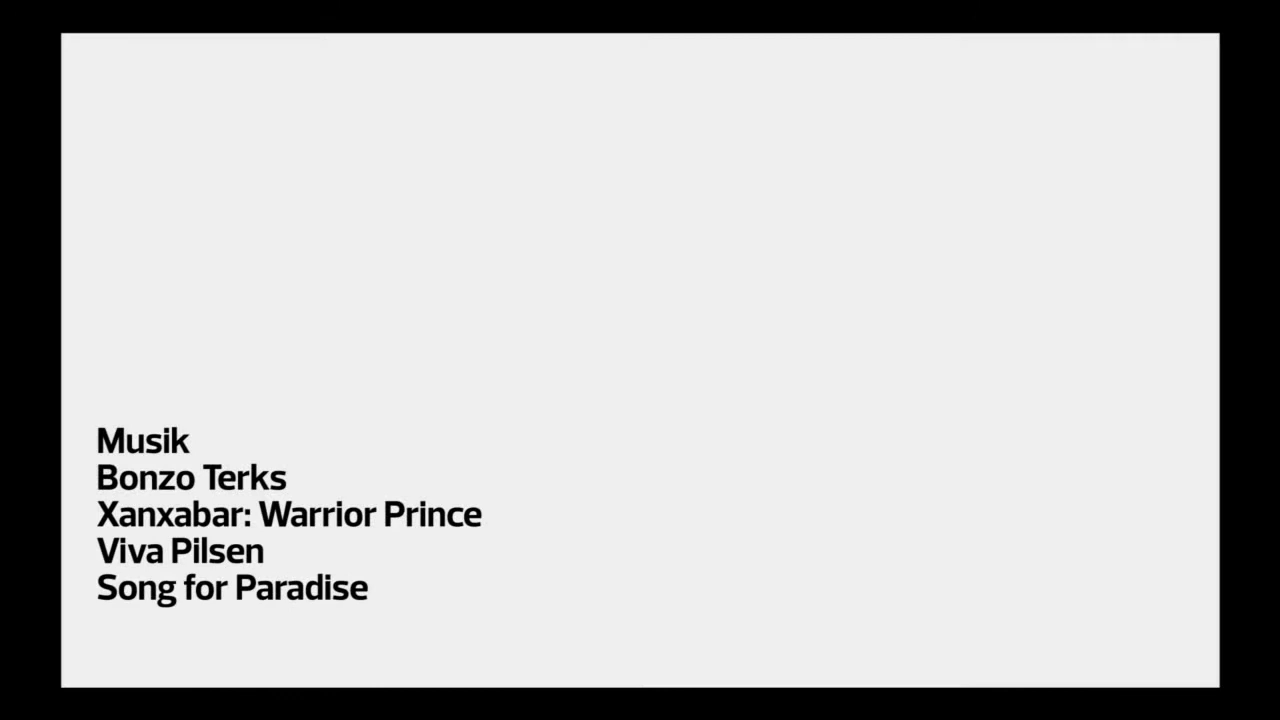 Musik
Bonzo Terks
Xanxabar: Warrior Prince
Viva Pilsen
Song for Paradise